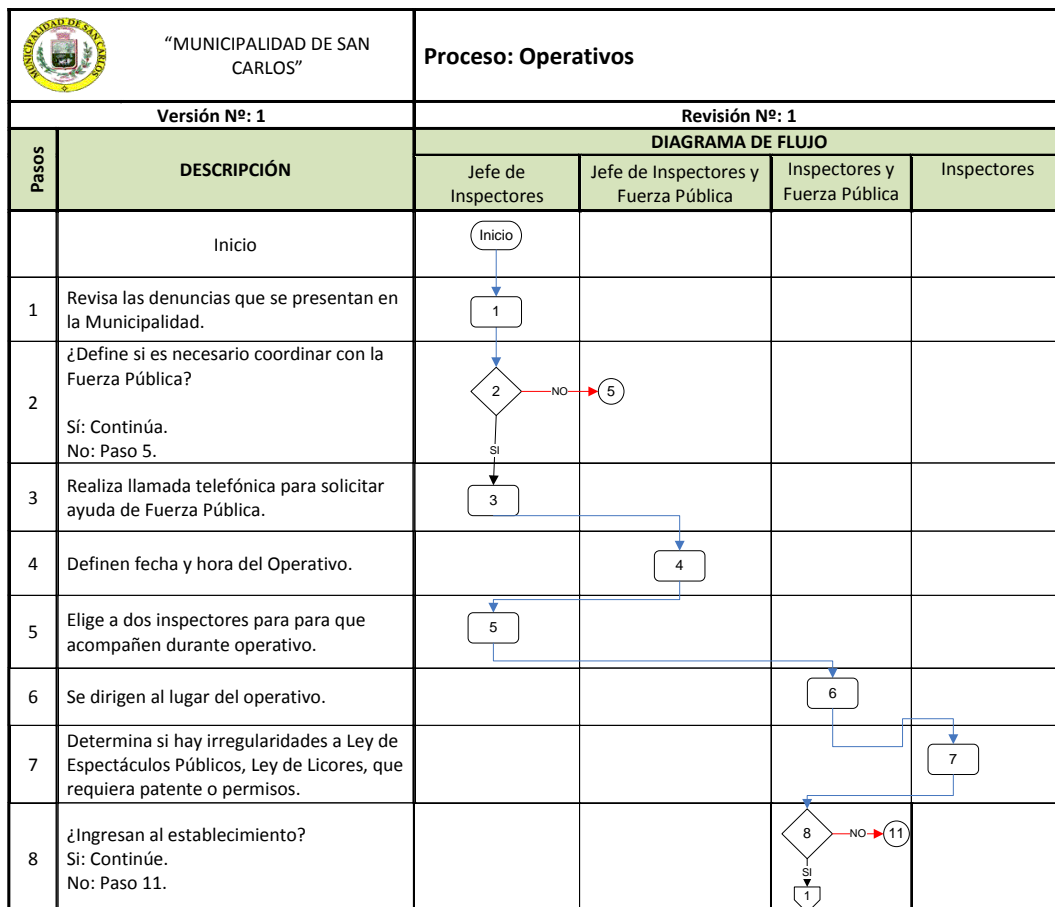 MUNICIPALIDAD DE SAN CARLOS
“MUNICIPALIDAD DE SAN
CARLOS”
Proceso: Operativos
Versión Nº: 1
Revisión Nº: 1
Pasos
DESCRIPCIÓN
DIAGRAMA DE FLUJO
Jefe de
Inspectores
Jefe de Inspectores y
Fuerza Pública
Inspectores y
Fuerza Pública
Inspectores
Inicio
Inicio
1
Revisa las denuncias que se presentan en
la Municipalidad.
1
2
¿Define si es necesario coordinar con la
Fuerza Pública?
Sí: Continúa.
No: Paso 5.
2
NO
5
SI
3
Realiza llamada telefónica para solicitar
ayuda de Fuerza Pública.
3
4
Definen fecha y hora del Operativo.
4
5
Elige a dos inspectores para para que
acompañen durante operativo.
5
6
Se dirigen al lugar del operativo.
6
7
Determina si hay irregularidades a Ley de
Espectáculos Públicos, Ley de Licores, que
requiera patente o permisos.
7
8
¿Ingresan al establecimiento?
Si: Continúe.
No: Paso 11.
8
NO
11
SI
1